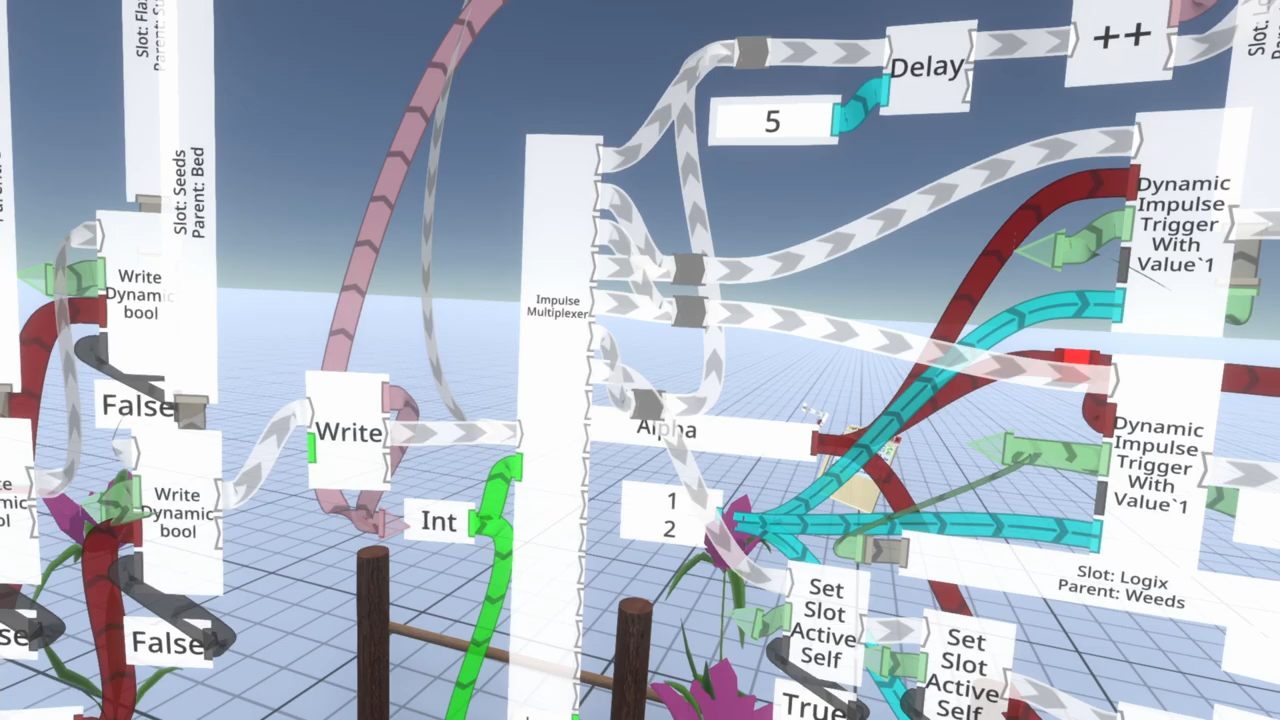 Slot: Seeds
Parent: Bed
Write
Dynamic
bool
False
Write
Dynamic
bool
False
Write
Int
Impulse
Multiplexer
5
Delay
++
Alpha
1
2
Dynamic
Impulse
Trigger
With
Value`1
Dynamic
Impulse
Trigger
With
Value`1
Slot: Logix
Parent: Weeds
Set
Slot
Active
Self
True
Set
Slot
Active
Self